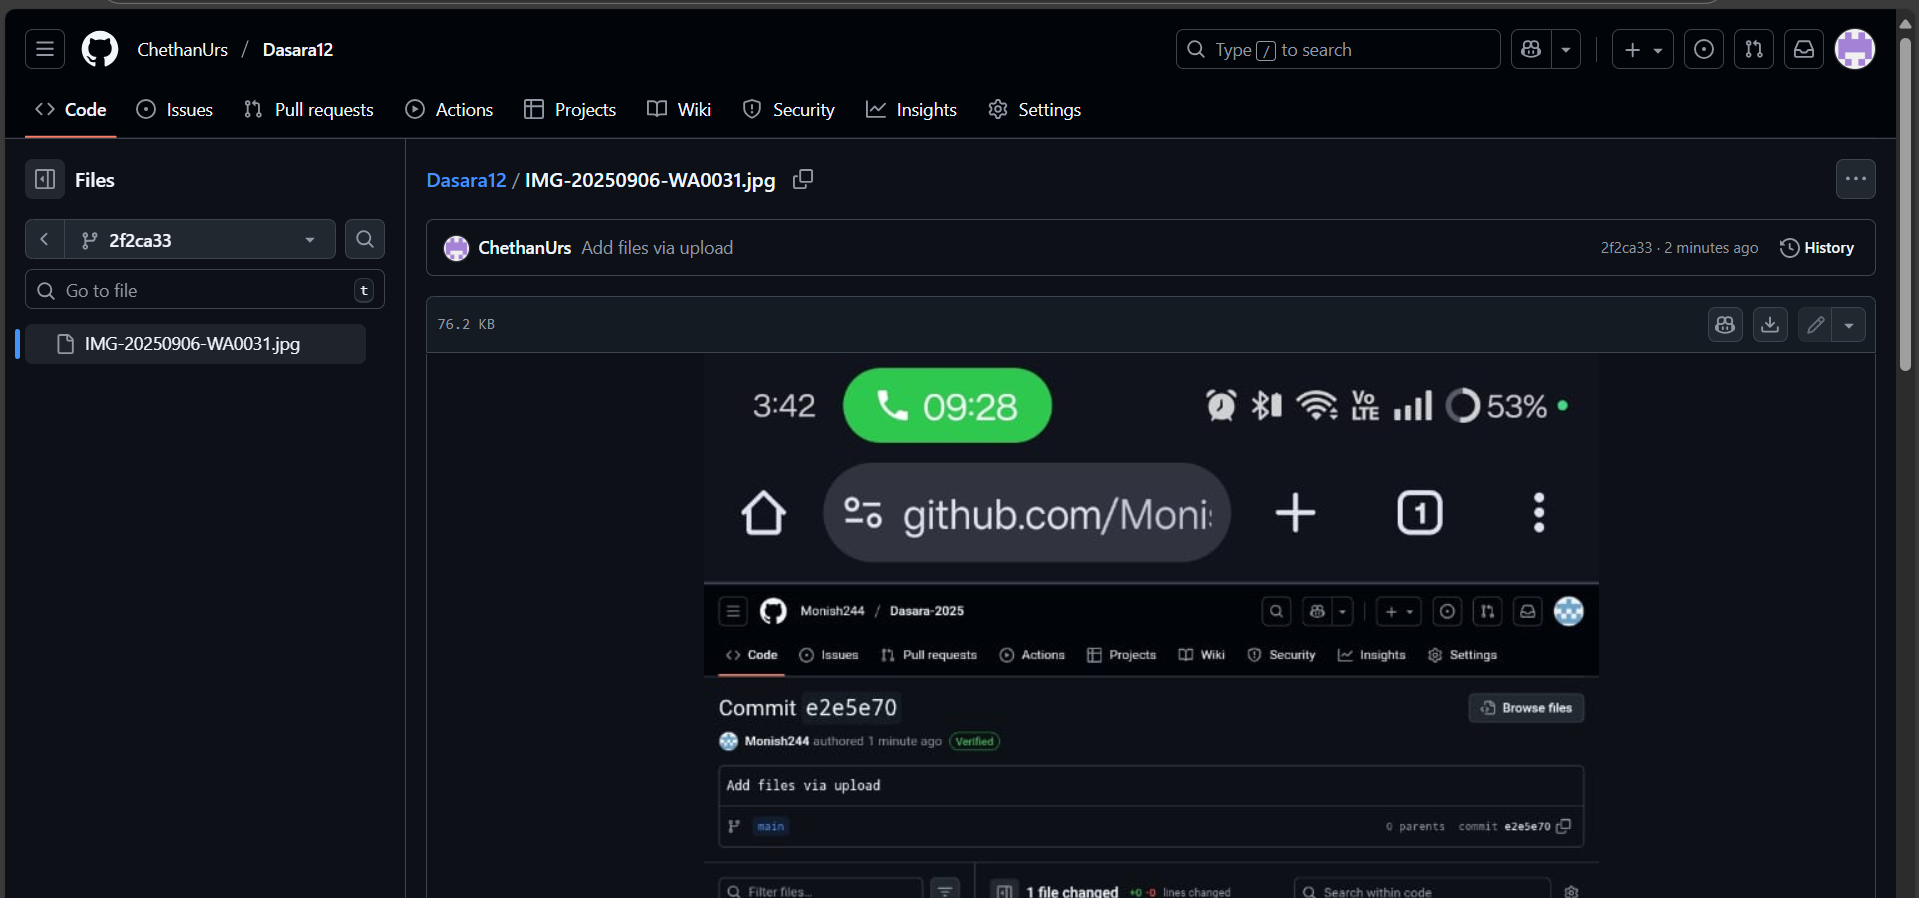 ChethanUrs / Dasara12
Type / to search
Code Issues Pull requests Actions Projects Wiki Security Insights Settings
Files
2f2ca33
Go to file t
IMG-20250906-WA0031.jpg
Dasara12 / IMG-20250906-WA0031.jpg
ChethanUrs Add files via upload
2f2ca33 · 2 minutes ago History
76.2 KB
3:42 09:28 Vo LTE 53%
github.com/Monis
1
Monish244 / Dasara-2025
Code Issues Pull requests Actions Projects Wiki Security Insights Settings
Commit e2e5e70
Browse files
Monish244 authored 1 minute ago Verified
Add files via upload
main
0 parents commit e2e5e70
Filter files...
1 file changed +0 -0 lines changed
Search within code